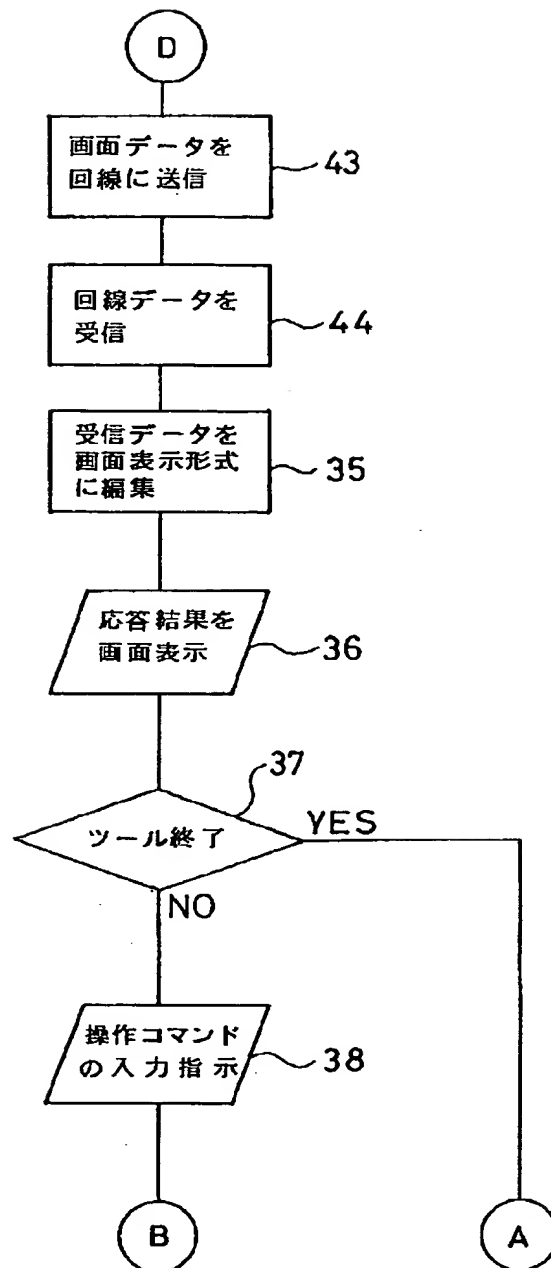 D
画面データを
回線に送信
43
回線データを
受信
44
受信データを
画面表示形式
に編集
35
応答結果を
画面表示
36
37
ツール終了
YES
NO
操作コマンド
の入力指示
38
B
A